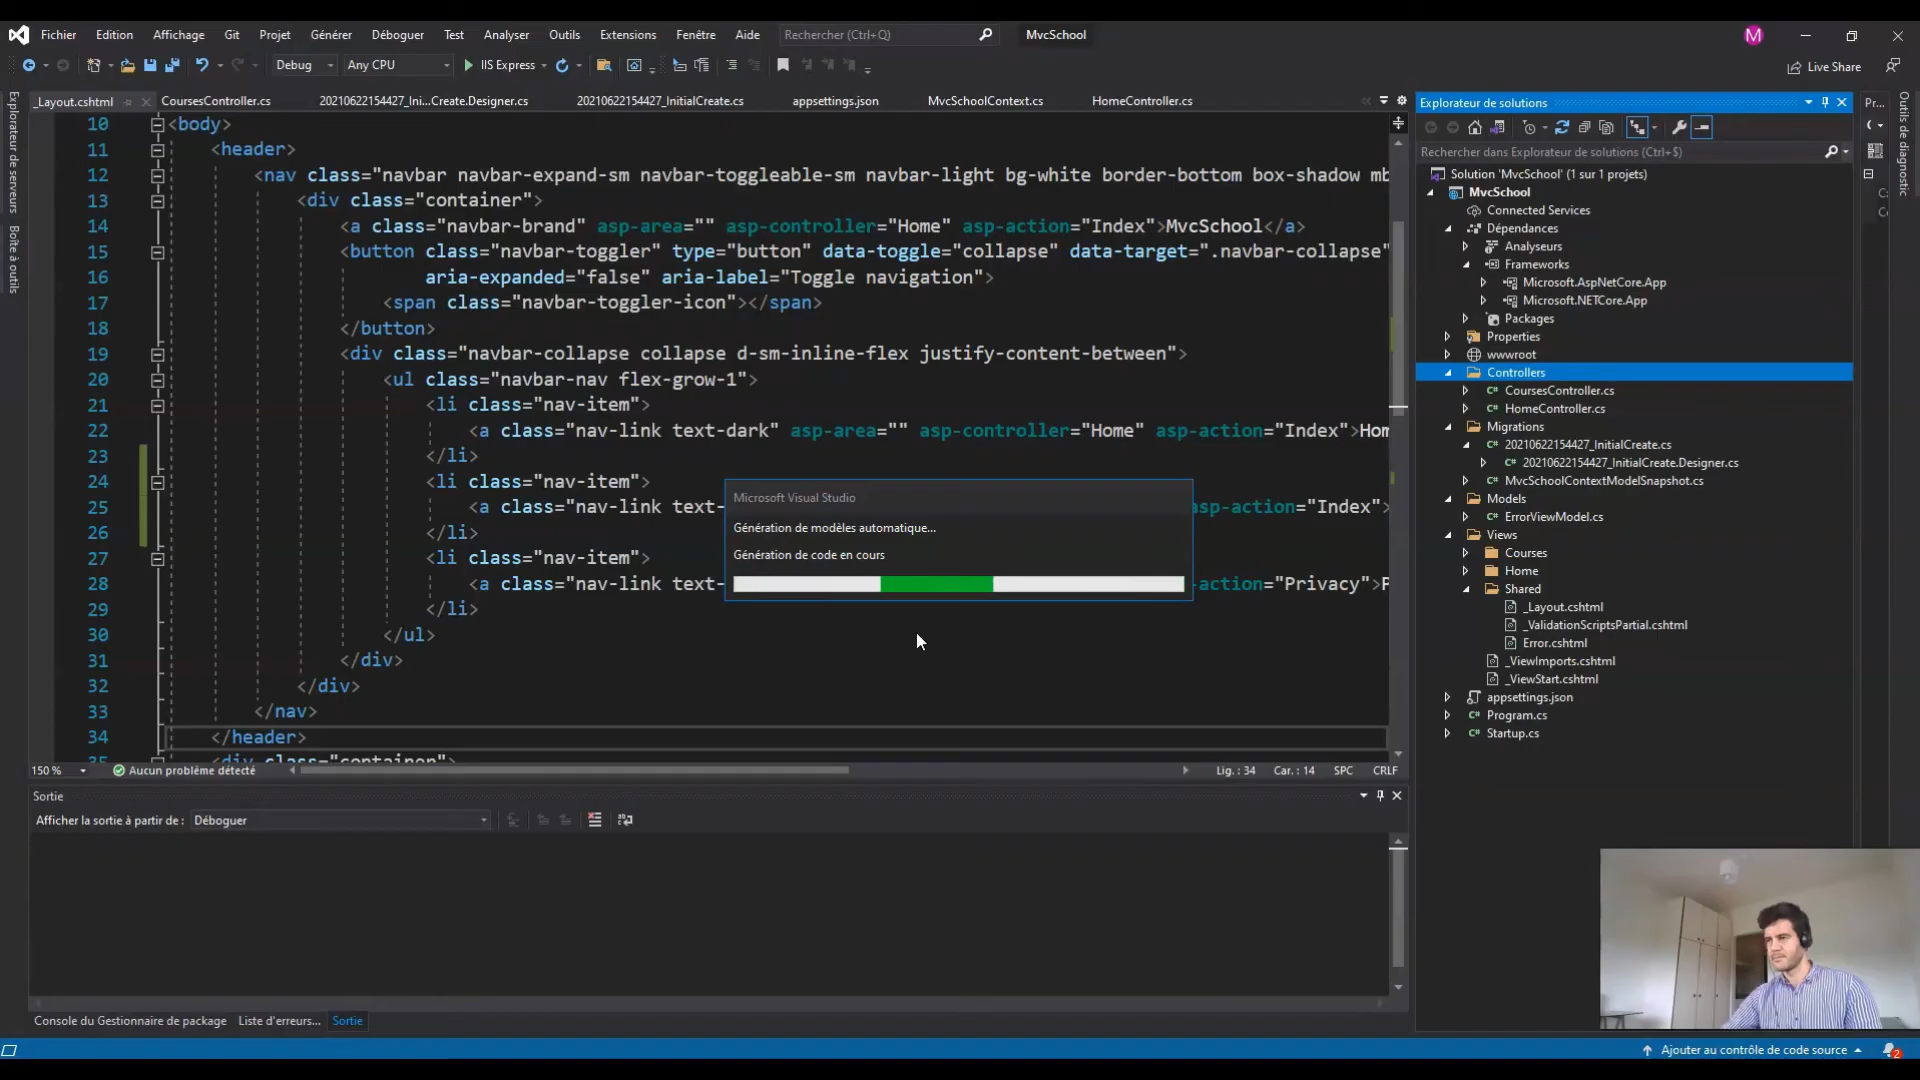 Fichier Edition Affichage Git Projet Générer Déboguer Test Analyser Outils Extensions Fenêtre Aide Rechercher (Ctrl+Q) MvcSchool M
Debug Any CPU IIS Express Live Share
_Layout.cshtml CoursesController.cs 20210622154427_Ini...Create.Designer.cs 20210622154427_InitialCreate.cs appsettings.json MvcSchoolContext.cs HomeController.cs
Explorateur de serveurs
Boîte à outils
10 <body>
11 <header>
12 <nav class="navbar navbar-expand-sm navbar-toggleable-sm navbar-light bg-white border-bottom box-shadow mb
13 <div class="container">
14 <a class="navbar-brand" asp-area="" asp-controller="Home" asp-action="Index">MvcSchool</a>
15 <button class="navbar-toggler" type="button" data-toggle="collapse" data-target=".navbar-collapse"
16 aria-expanded="false" aria-label="Toggle navigation">
17 <span class="navbar-toggler-icon"></span>
18 </button>
19 <div class="navbar-collapse collapse d-sm-inline-flex justify-content-between">
20 <ul class="navbar-nav flex-grow-1">
21 <li class="nav-item">
22 <a class="nav-link text-dark" asp-area="" asp-controller="Home" asp-action="Index">Hom
23 </li>
24 <li class="nav-item">
25 <a class="nav-link text- asp-action="Index">
26 </li>
27 <li class="nav-item">
28 <a class="nav-link text- -action="Privacy">P
29 </li>
30 </ul>
31 </div>
32 </div>
33 </nav>
34 </header>
35 <div class="container">
Microsoft Visual Studio
Génération de modèles automatique...
Génération de code en cours
150 % Aucun problème détecté Lig. : 34 Car. : 14 SPC CRLF
Sortie
Afficher la sortie à partir de : Déboguer
Console du Gestionnaire de package Liste d'erreurs... Sortie
Explorateur de solutions
Rechercher dans Explorateur de solutions (Ctrl+$)
Solution 'MvcSchool' (1 sur 1 projets)
MvcSchool
Connected Services
Dépendances
Analyseurs
Frameworks
Microsoft.AspNetCore.App
Microsoft.NETCore.App
Packages
Properties
wwwroot
Controllers
C# CoursesController.cs
C# HomeController.cs
Migrations
C# 20210622154427_InitialCreate.cs
C# 20210622154427_InitialCreate.Designer.cs
C# MvcSchoolContextModelSnapshot.cs
Models
C# ErrorViewModel.cs
Views
Courses
Home
Shared
_Layout.cshtml
_ValidationScriptsPartial.cshtml
Error.cshtml
_ViewImports.cshtml
_ViewStart.cshtml
appsettings.json
C# Program.cs
C# Startup.cs
Pr...
Outils de diagnostic
Ajouter au contrôle de code source 2